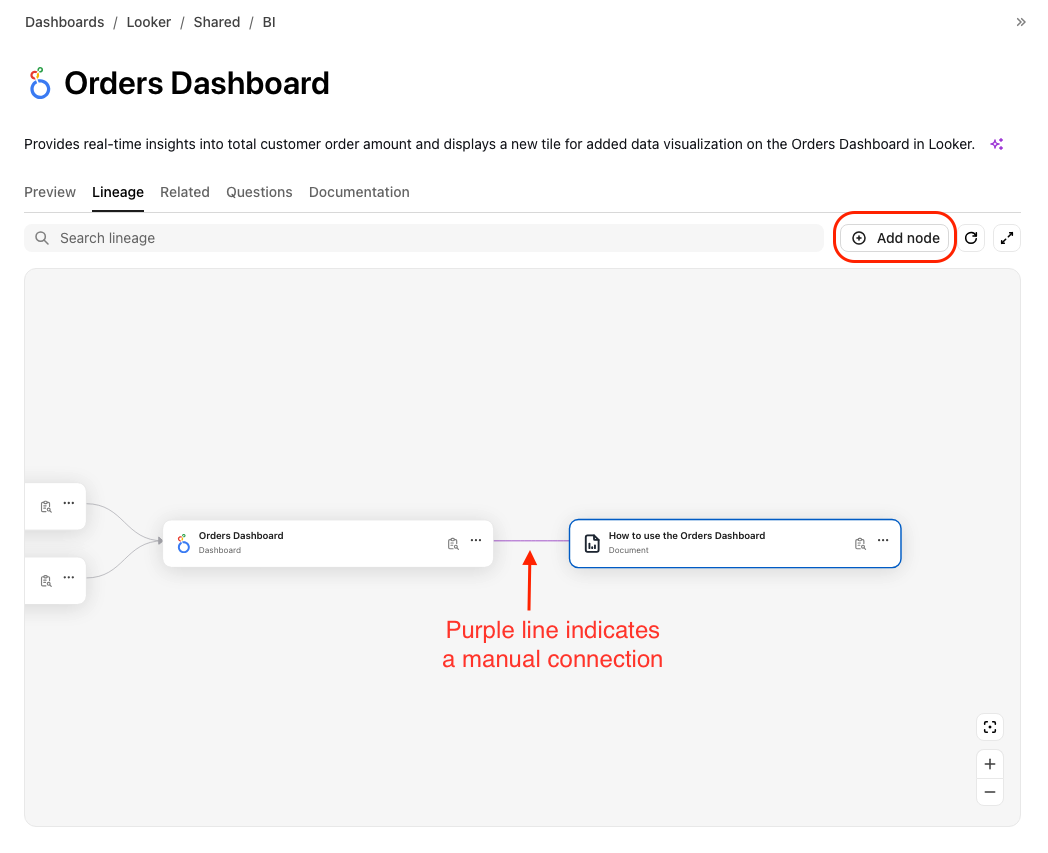 Dashboards / Looker / Shared / BI
Orders Dashboard
Provides real-time insights into total customer order amount and displays a new tile for added data visualization on the Orders Dashboard in Looker.
Preview Lineage Related Questions Documentation
Search lineage
Add node
Orders Dashboard
Dashboard
How to use the Orders Dashboard
Document
Purple line indicates
a manual connection